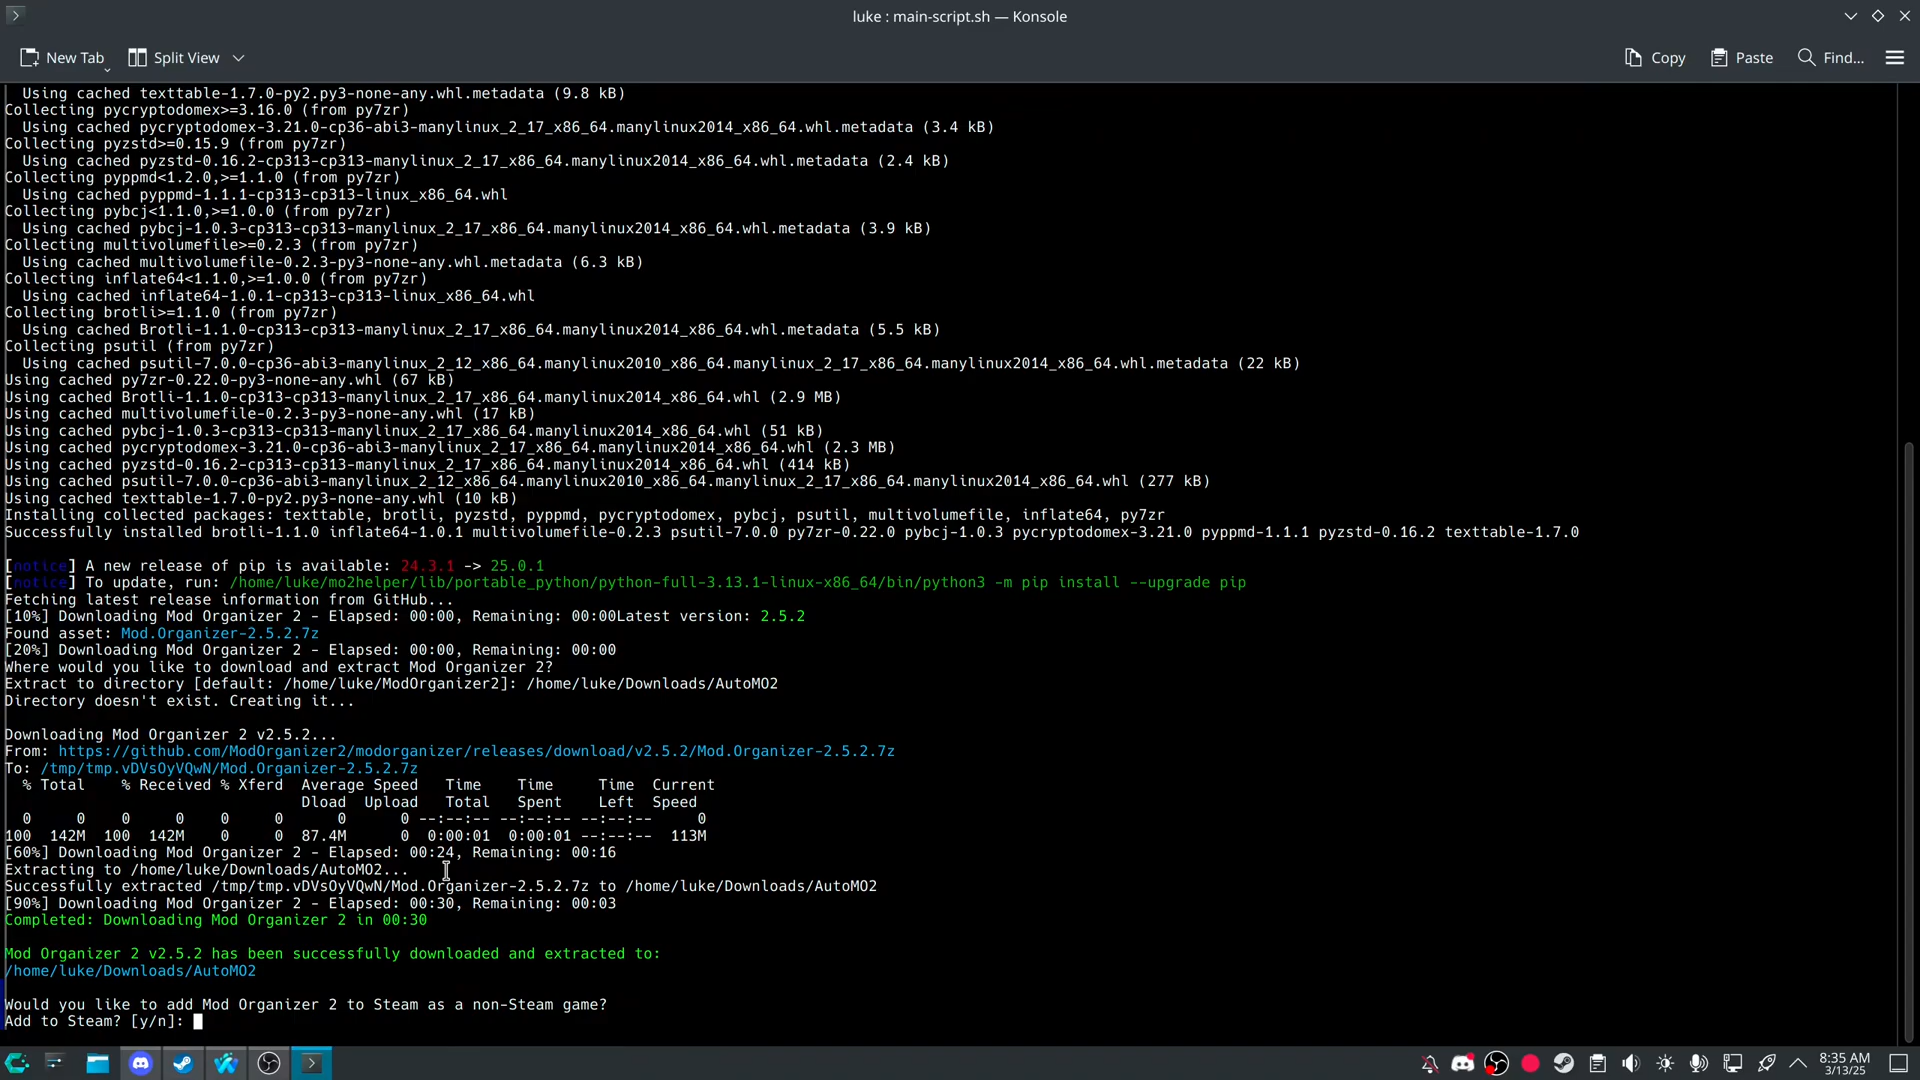 luke : main-script.sh — Konsole
New Tab
Split View
Copy
Paste
Find...
Using cached texttable-1.7.0-py2.py3-none-any.whl.metadata (9.8 kB)
Collecting pycryptodomex>=3.16.0 (from py7zr)
Using cached pycryptodomex-3.21.0-cp36-abi3-manylinux_2_17_x86_64.manylinux2014_x86_64.whl.metadata (3.4 kB)
Collecting pyzstd>=0.15.9 (from py7zr)
Using cached pyzstd-0.16.2-cp313-cp313-manylinux_2_17_x86_64.manylinux2014_x86_64.whl.metadata (2.4 kB)
Collecting pyppmd<1.2.0,>=1.1.0 (from py7zr)
Using cached pyppmd-1.1.1-cp313-cp313-linux_x86_64.whl
Collecting pybcj<1.1.0,>=1.0.0 (from py7zr)
Using cached pybcj-1.0.3-cp313-cp313-manylinux_2_17_x86_64.manylinux2014_x86_64.whl.metadata (3.9 kB)
Collecting multivolumefile>=0.2.3 (from py7zr)
Using cached multivolumefile-0.2.3-py3-none-any.whl.metadata (6.3 kB)
Collecting inflate64<1.1.0,>=1.0.0 (from py7zr)
Using cached inflate64-1.0.1-cp313-cp313-linux_x86_64.whl
Collecting brotli>=1.1.0 (from py7zr)
Using cached Brotli-1.1.0-cp313-cp313-manylinux_2_17_x86_64.manylinux2014_x86_64.whl.metadata (5.5 kB)
Collecting psutil (from py7zr)
Using cached psutil-7.0.0-cp36-abi3-manylinux_2_12_x86_64.manylinux2010_x86_64.manylinux_2_17_x86_64.manylinux2014_x86_64.whl.metadata (22 kB)
Using cached py7zr-0.22.0-py3-none-any.whl (67 kB)
Using cached Brotli-1.1.0-cp313-cp313-manylinux_2_17_x86_64.manylinux2014_x86_64.whl (2.9 MB)
Using cached multivolumefile-0.2.3-py3-none-any.whl (17 kB)
Using cached pybcj-1.0.3-cp313-cp313-manylinux_2_17_x86_64.manylinux2014_x86_64.whl (51 kB)
Using cached pycryptodomex-3.21.0-cp36-abi3-manylinux_2_17_x86_64.manylinux2014_x86_64.whl (2.3 MB)
Using cached pyzstd-0.16.2-cp313-cp313-manylinux_2_17_x86_64.manylinux2014_x86_64.whl (414 kB)
Using cached psutil-7.0.0-cp36-abi3-manylinux_2_12_x86_64.manylinux2010_x86_64.manylinux_2_17_x86_64.manylinux2014_x86_64.whl (277 kB)
Using cached texttable-1.7.0-py2.py3-none-any.whl (10 kB)
Installing collected packages: texttable, brotli, pyzstd, pyppmd, pycryptodomex, pybcj, psutil, multivolumefile, inflate64, py7zr
Successfully installed brotli-1.1.0 inflate64-1.0.1 multivolumefile-0.2.3 psutil-7.0.0 py7zr-0.22.0 pybcj-1.0.3 pycryptodomex-3.21.0 pyppmd-1.1.1 pyzstd-0.16.2 texttable-1.7.0
[notice] A new release of pip is available: 24.3.1 -> 25.0.1
[notice] To update, run: /home/luke/mo2helper/lib/portable_python/python-full-3.13.1-linux-x86_64/bin/python3 -m pip install --upgrade pip
Fetching latest release information from GitHub...
[10%] Downloading Mod Organizer 2 - Elapsed: 00:00, Remaining: 00:00Latest version: 2.5.2
Found asset: Mod.Organizer-2.5.2.7z
[20%] Downloading Mod Organizer 2 - Elapsed: 00:00, Remaining: 00:00
Where would you like to download and extract Mod Organizer 2?
Extract to directory [default: /home/luke/ModOrganizer2]: /home/luke/Downloads/AutoMO2
Directory doesn't exist. Creating it...
Downloading Mod Organizer 2 v2.5.2...
From: https://github.com/ModOrganizer2/modorganizer/releases/download/v2.5.2/Mod.Organizer-2.5.2.7z
To: /tmp/tmp.vDVsOyVQwN/Mod.Organizer-2.5.2.7z
% Total % Received % Xferd Average Speed Time Time Time Current
Dload Upload Total Spent Left Speed
0 0 0 0 0 0 0 0 --:--:-- --:--:-- --:--:-- 0
100 142M 100 142M 0 0 87.4M 0 0:00:01 0:00:01 --:--:-- 113M
[60%] Downloading Mod Organizer 2 - Elapsed: 00:24, Remaining: 00:16
Extracting to /home/luke/Downloads/AutoMO2...
Successfully extracted /tmp/tmp.vDVsOyVQwN/Mod.Organizer-2.5.2.7z to /home/luke/Downloads/AutoMO2
[90%] Downloading Mod Organizer 2 - Elapsed: 00:30, Remaining: 00:03
Completed: Downloading Mod Organizer 2 in 00:30
Mod Organizer 2 v2.5.2 has been successfully downloaded and extracted to:
/home/luke/Downloads/AutoMO2
Would you like to add Mod Organizer 2 to Steam as a non-Steam game?
Add to Steam? [y/n]:
8:35 AM
3/13/25